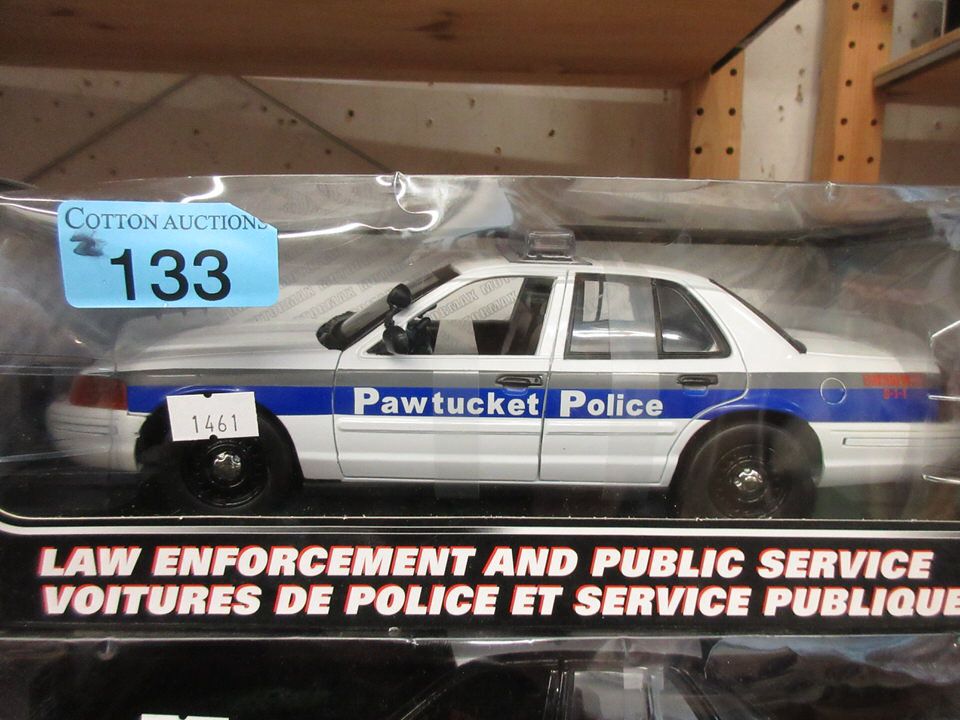 COTTON AUCTIONS
133
1461
Pawtucket Police
LAW ENFORCEMENT AND PUBLIC SERVICE
VOITURES DE POLICE ET SERVICE PUBLIQUE